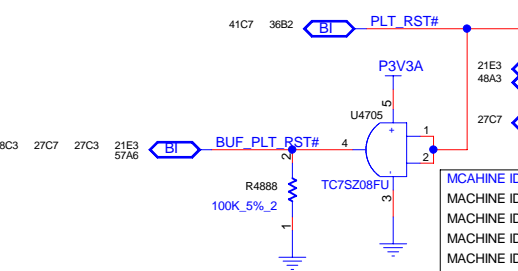 41C7 36B2 BI PLT_RST#
P3V3A
21E3
48A3
5
U4705
+
27C7
1
8C3 27C7 27C3 21E3 BI BUF_PLT_RST# 4
57A6
2
2
-
R4888 TC7SZ08FU
3
100K_5%_2
1
MCAHINE ID
MACHINE ID
MACHINE ID
MACHINE ID
MACHINE ID